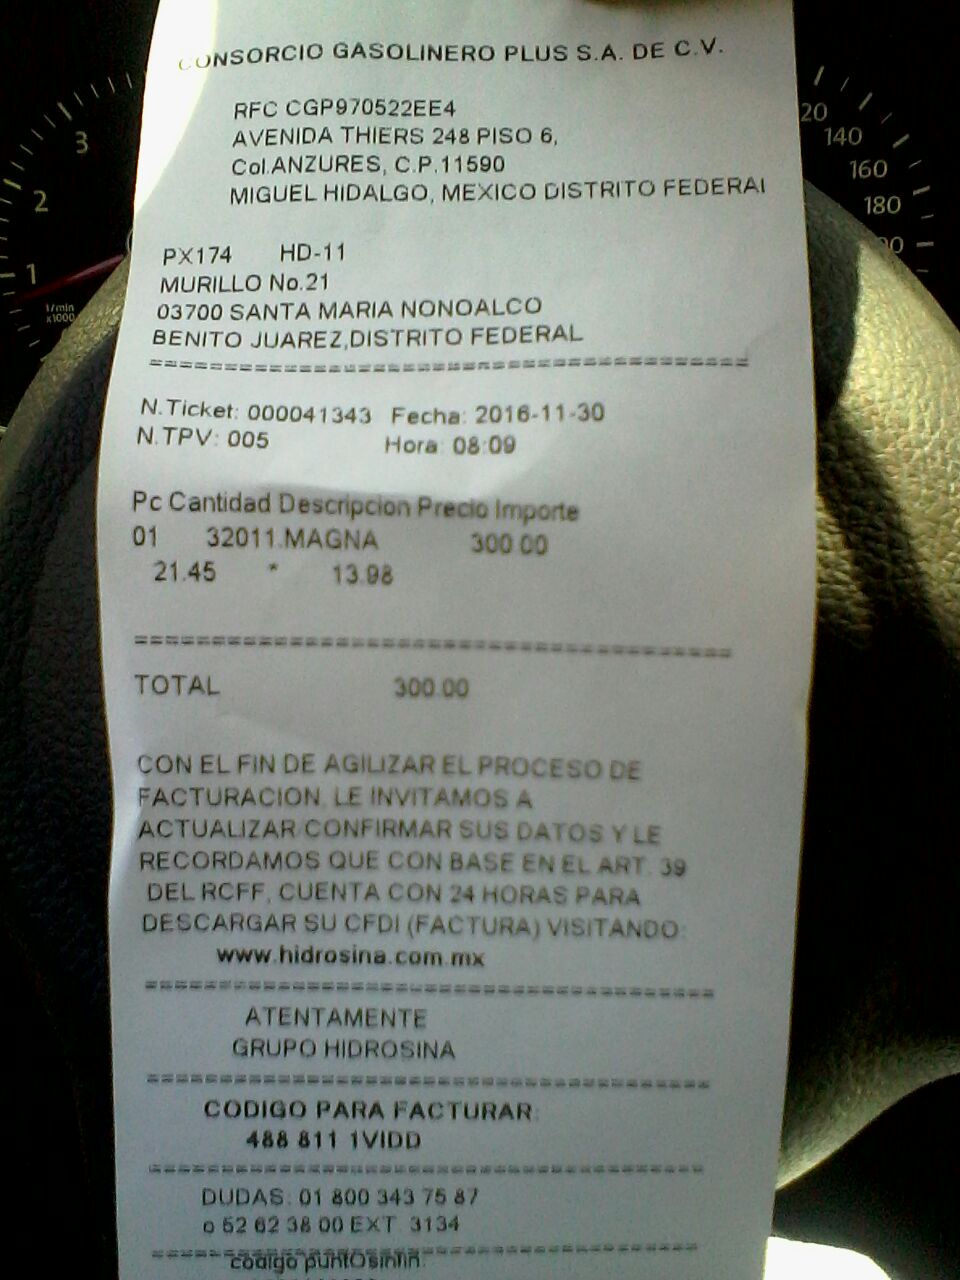 CONSORCIO GASOLINERO PLUS S.A. DE C.V.
RFC CGP970522EE4
AVENIDA THIERS 248 PISO 6,
Col.ANZURES, C.P.11590
MIGUEL HIDALGO, MEXICO DISTRITO FEDERAl
PX174 HD-11
MURILLO No.21
03700 SANTA MARIA NONOALCO
BENITO JUAREZ,DISTRITO FEDERAL
================================================
N.Ticket: 000041343 Fecha: 2016-11-30
N.TPV: 005 Hora: 08:09
Pc Cantidad Descripcion Precio Importe
01 32011.MAGNA 300.00
21.45 * 13.98
================================================
TOTAL 300.00
CON EL FIN DE AGILIZAR EL PROCESO DE
FACTURACION, LE INVITAMOS A
ACTUALIZAR CONFIRMAR SUS DATOS Y LE
RECORDAMOS QUE CON BASE EN EL ART. 39
DEL RCFF, CUENTA CON 24 HORAS PARA
DESCARGAR SU CFDI (FACTURA) VISITANDO:
www.hidrosina.com.mx
================================================
ATENTAMENTE
GRUPO HIDROSINA
================================================
CODIGO PARA FACTURAR:
488 811 1VIDD
================================================
DUDAS: 01 800 343 75 87
o 52 62 38 00 EXT. 3134
================================================
codigo puntOsinfin:
3
2
1
1/min
x1000
120
140
160
180